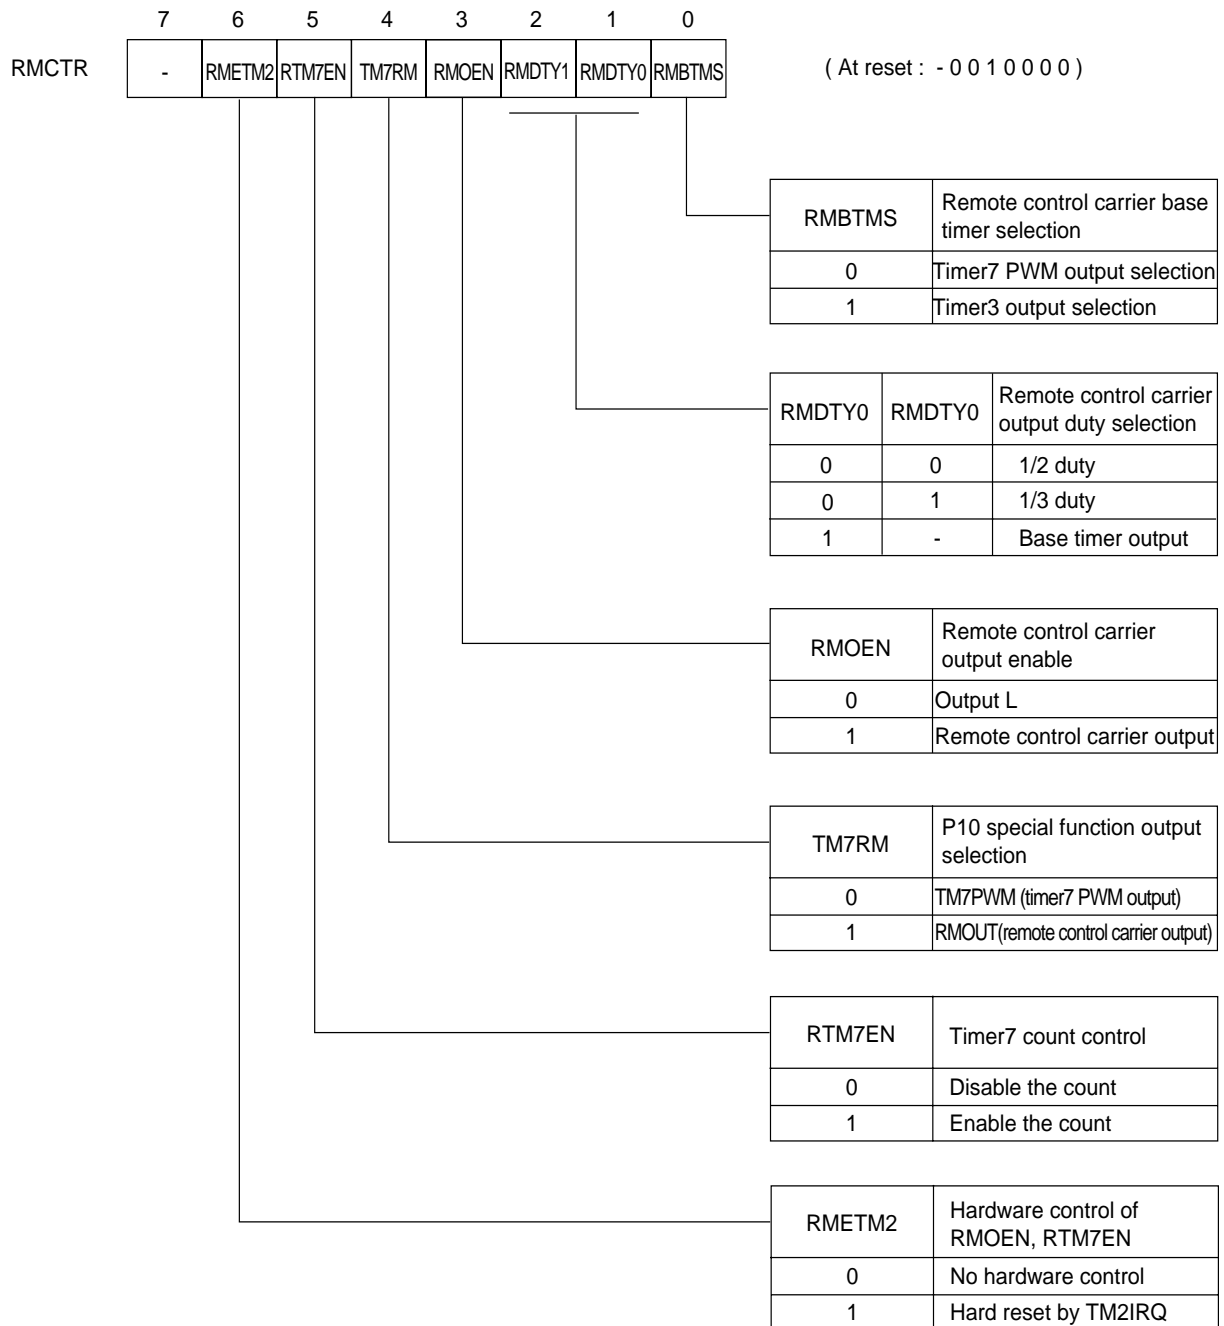 7 6 5 4 3 2 1 0
RMCTR - RMETM2 RTM7EN TM7RM RMOEN RMDTY1 RMDTY0 RMBTMS ( At reset : - 0 0 1 0 0 0 0 )
RMBTMS Remote control carrier base
timer selection
0 Timer7 PWM output selection
1 Timer3 output selection
RMDTY0 RMDTY0 Remote control carrier
output duty selection
0 0 1/2 duty
0 1 1/3 duty
1 - Base timer output
RMOEN Remote control carrier
output enable
0 Output L
1 Remote control carrier output
TM7RM P10 special function output
selection
0 TM7PWM (timer7 PWM output)
1 RMOUT(remote control carrier output)
RTM7EN Timer7 count control
0 Disable the count
1 Enable the count
RMETM2 Hardware control of
RMOEN, RTM7EN
0 No hardware control
1 Hard reset by TM2IRQ